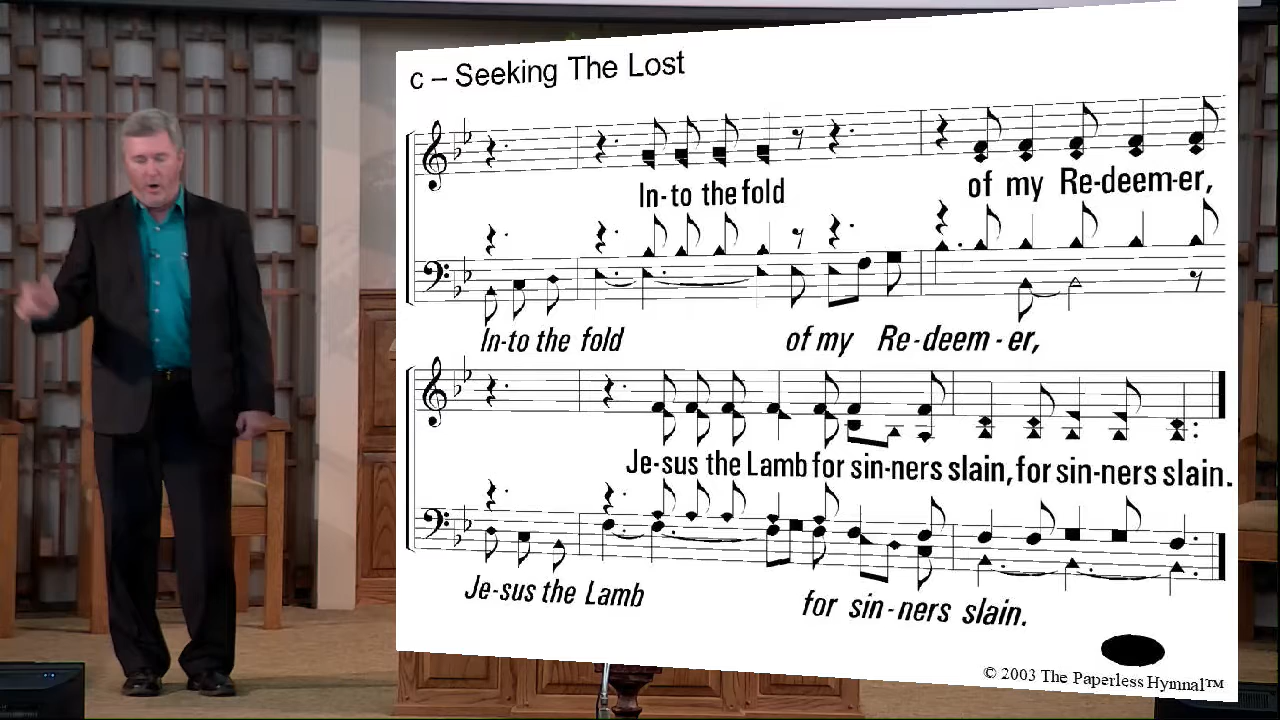 c – Seeking The Lost
In-to the fold of my Re-deem-er,
In-to the fold of my Re-deem-er,
Je-sus the Lamb for sin-ners slain, for sin-ners slain.
Je-sus the Lamb for sin-ners slain.
© 2003 The Paperless Hymnal™